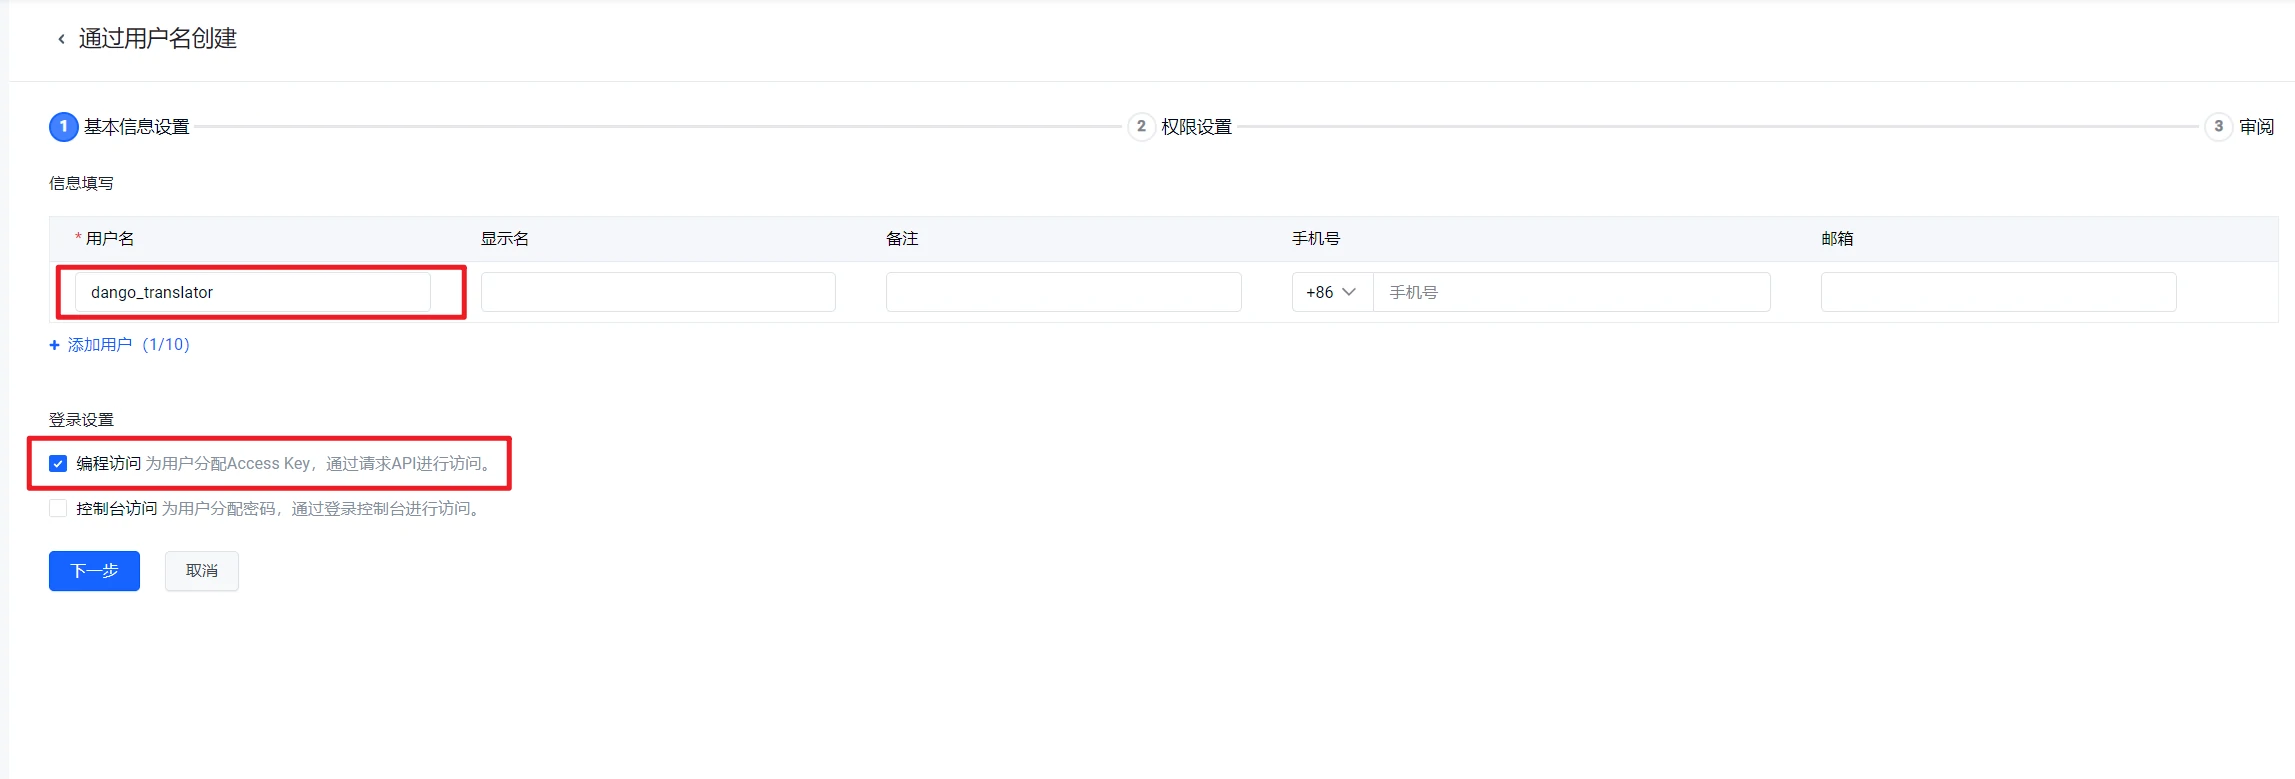 通过用户名创建
1 基本信息设置 2 权限设置 3 审阅
信息填写
* 用户名 显示名 备注 手机号 邮箱
dango_translator +86 手机号
+ 添加用户 (1/10)
登录设置
编程访问 为用户分配Access Key，通过请求API进行访问。
控制台访问 为用户分配密码，通过登录控制台进行访问。
下一步 取消